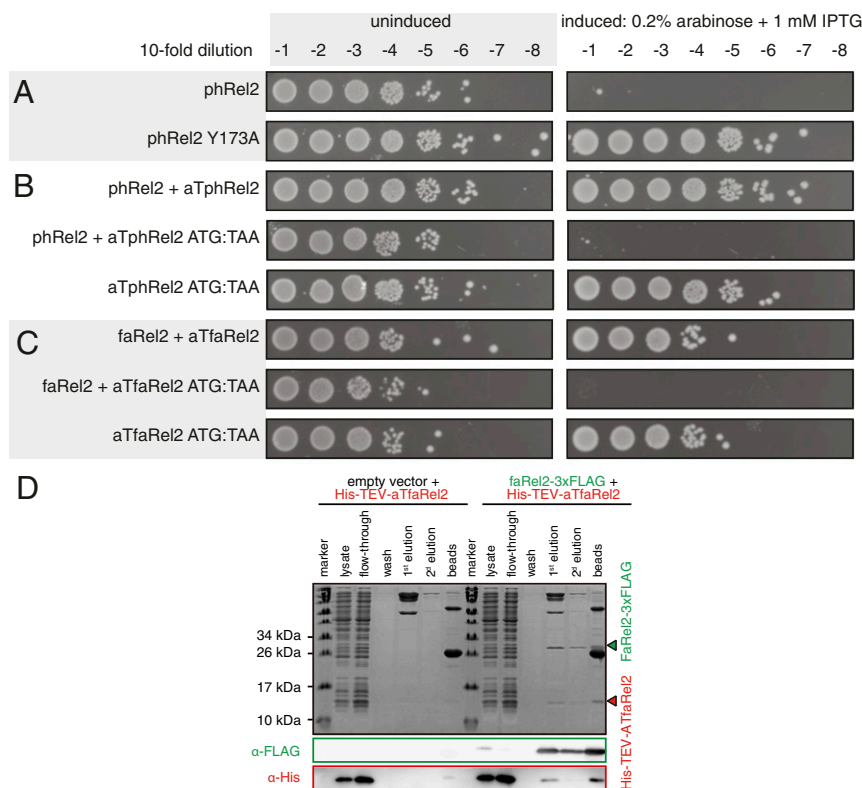 uninduced
induced: 0.2% arabinose + 1 mM IPTG
10-fold dilution -1 -2 -3 -4 -5 -6 -7 -8 -1 -2 -3 -4 -5 -6 -7 -8
A
phRel2
phRel2 Y173A
B
phRel2 + aTphRel2
phRel2 + aTphRel2 ATG:TAA
aTphRel2 ATG:TAA
C
faRel2 + aTfaRel2
faRel2 + aTfaRel2 ATG:TAA
aTfaRel2 ATG:TAA
D
empty vector +
His-TEV-aTfaRel2
faRel2-3xFLAG +
His-TEV-aTfaRel2
marker
lysate
flow-through
wash
1st elution
2d elution
beads
marker
lysate
flow-through
wash
1st elution
2d elution
beads
34 kDa
26 kDa
17 kDa
10 kDa
FaRel2-3xFLAG
His-TEV-ATfaRel2
α-FLAG
α-His